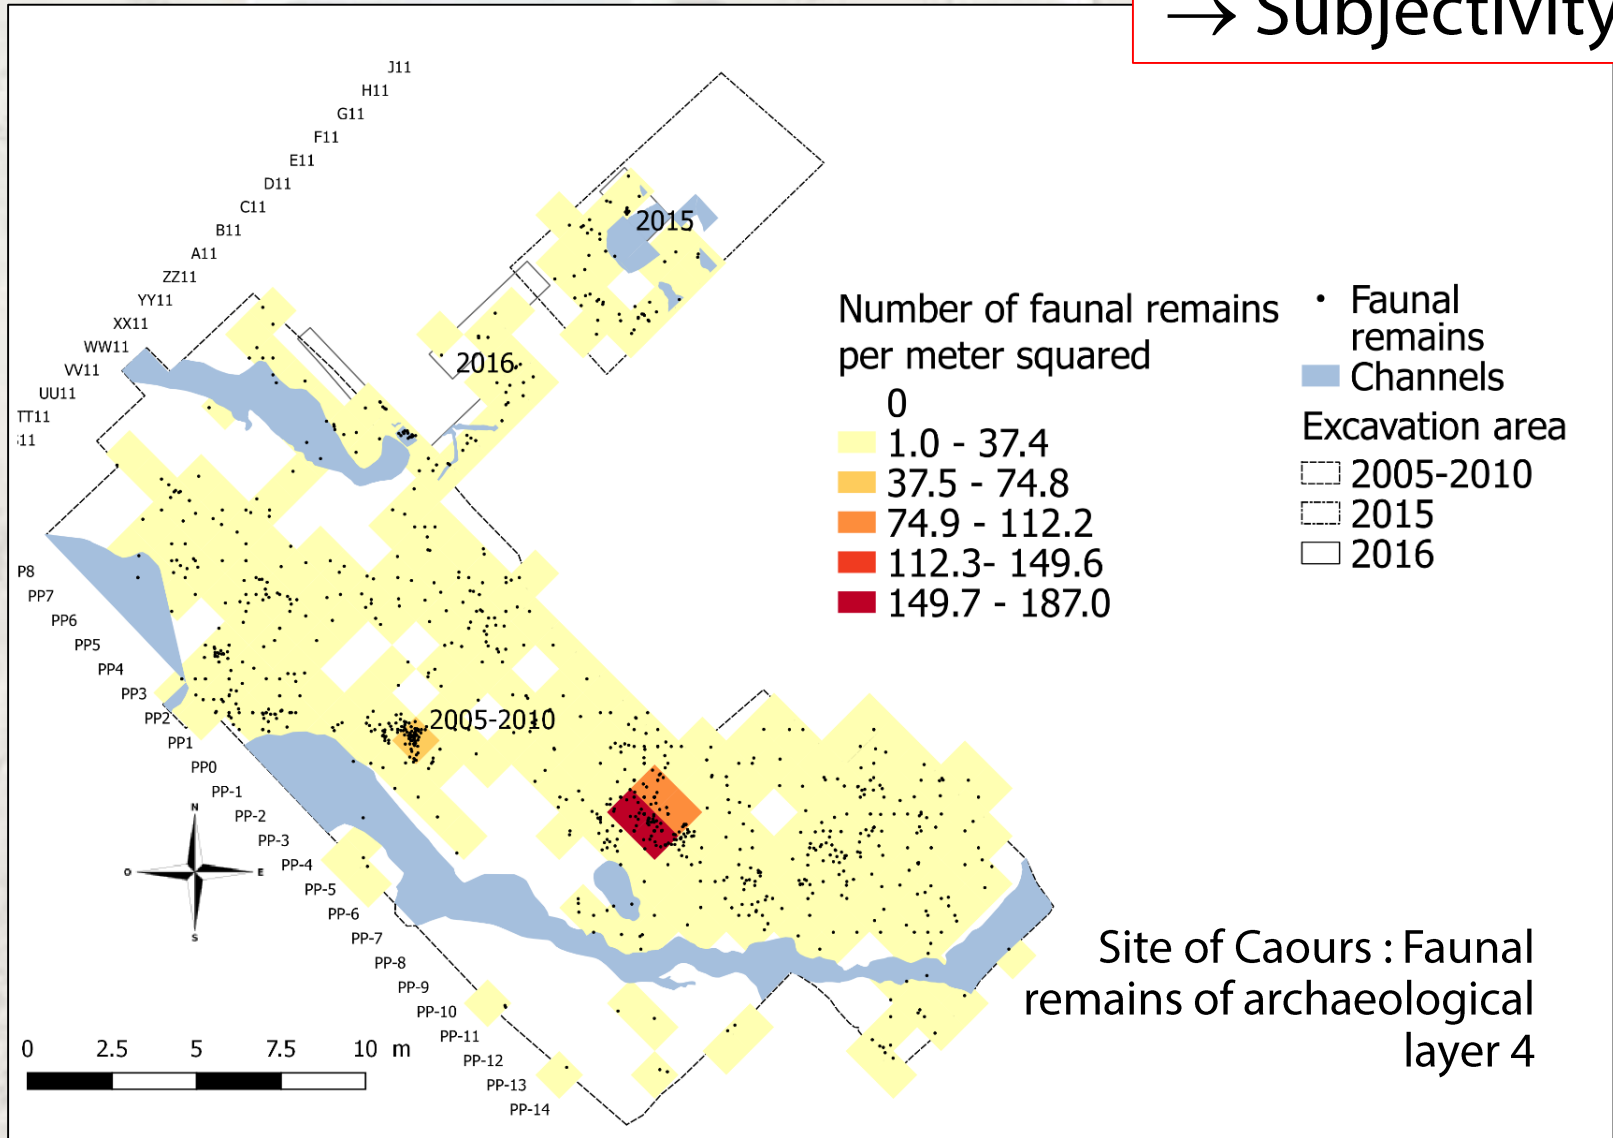 → Subjectivity
J11
H11
G11
F11
E11
D11
C11
B11
A11
ZZ11
YY11
XX11
WW11
VV11
UU11
TT11
2015
2016
2005-2010
P8
PP7
PP6
PP5
PP4
PP3
PP2
PP1
PP0
PP-1
PP-2
PP-3
PP-4
PP-5
PP-6
PP-7
PP-8
PP-9
PP-10
PP-11
PP-12
PP-13
PP-14
N
O
E
S
0 2.5 5 7.5 10 m
Number of faunal remains
per meter squared
0
1.0 - 37.4
37.5 - 74.8
74.9 - 112.2
112.3- 149.6
149.7 - 187.0
Faunal
remains
Channels
Excavation area
2005-2010
2015
2016
Site of Caours : Faunal
remains of archaeological
layer 4